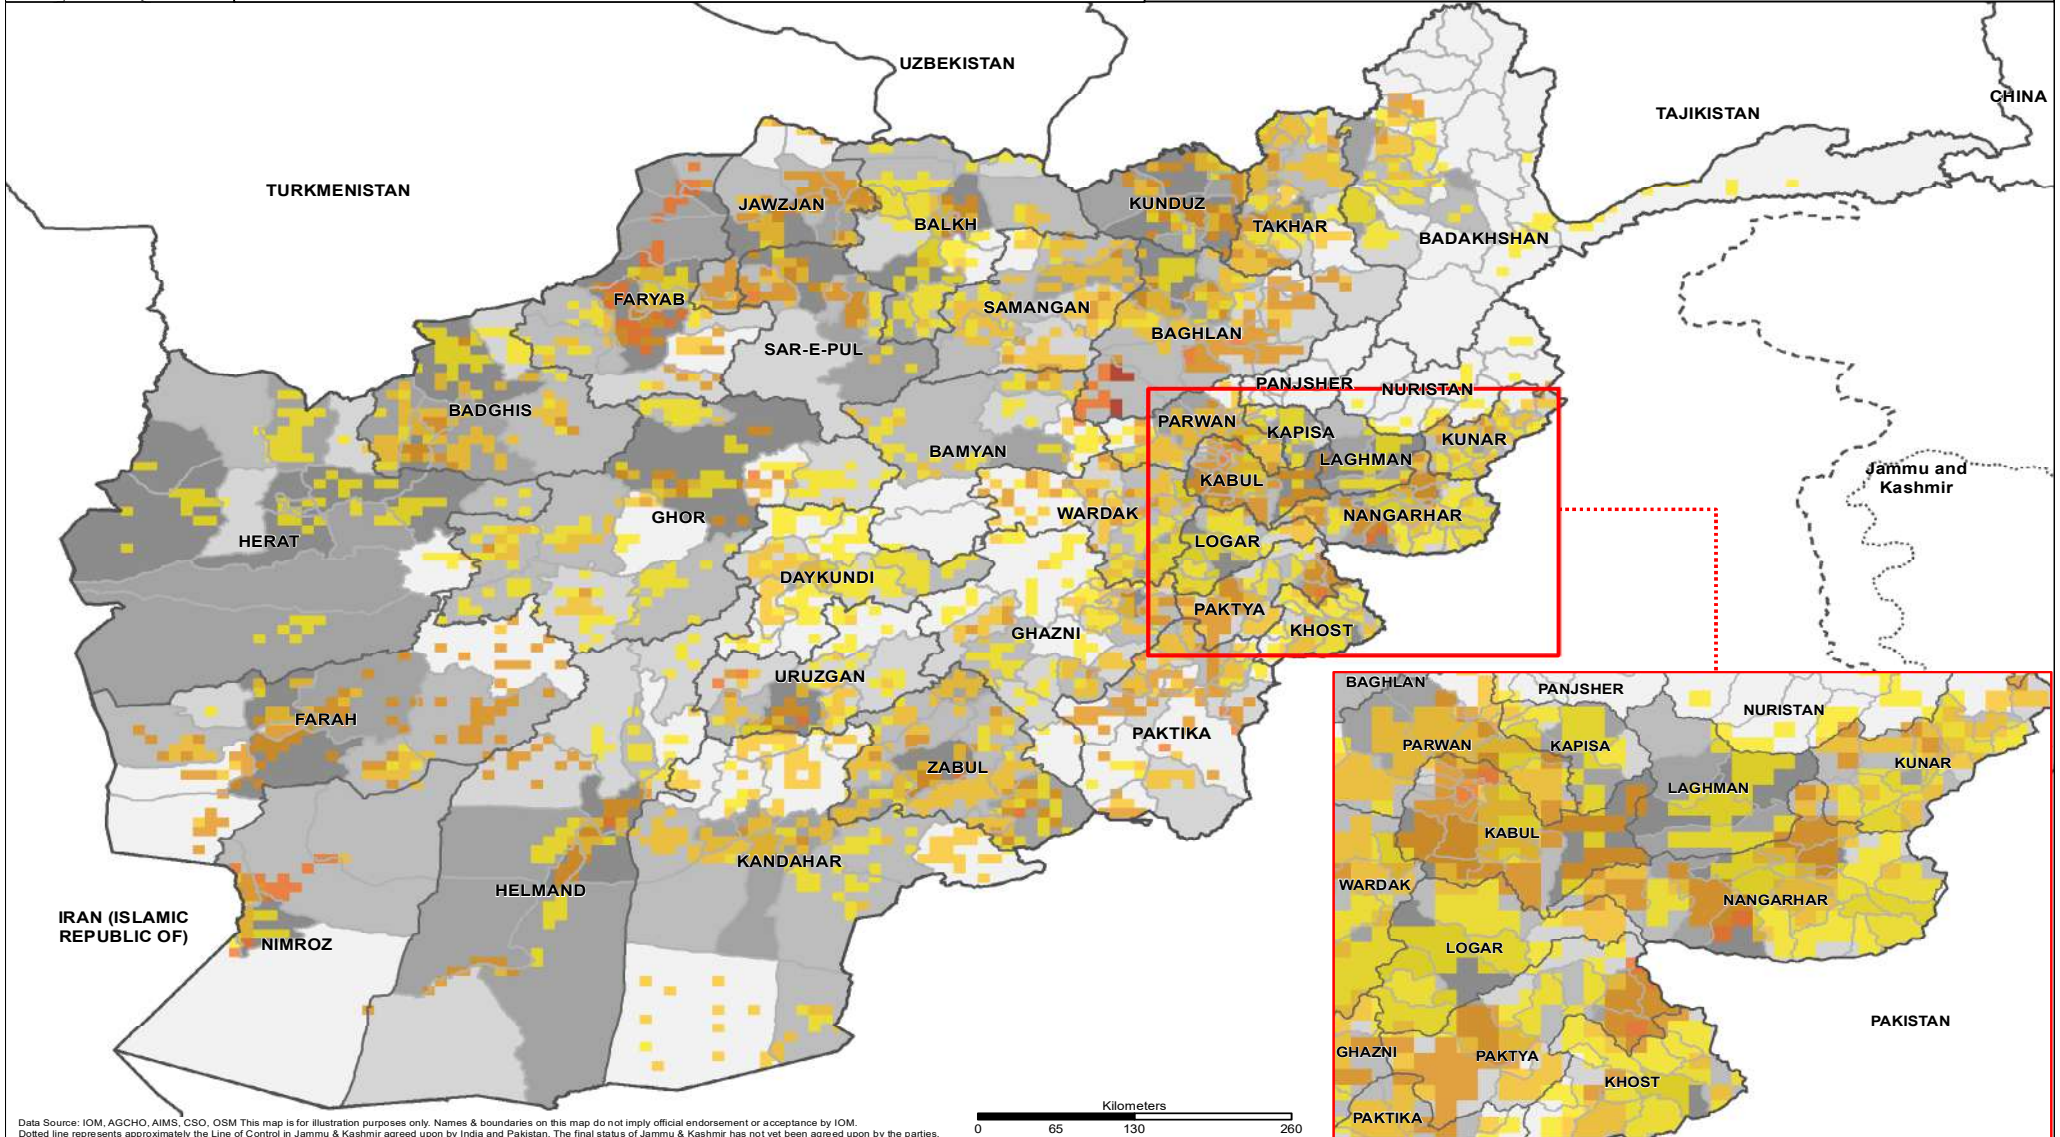 UZBEKISTAN
CHINA
TAJIKISTAN
TURKMENISTAN
JAWZJAN
BALKH
KUNDUZ
TAKHAR
BADAKHSHAN
FARYAB
SAMANGAN
BAGHLAN
SAR-E-PUL
PANJSHER
NURISTAN
BADGHIS
PARWAN
KAPISA
KUNAR
BAMYAN
LAGHMAN
KABUL
Jammu and
Kashmir
GHOR
WARDAK
NANGARHAR
HERAT
LOGAR
DAYKUNDI
PAKTYA
GHAZNI
KHOST
URUZGAN
FARAH
PAKTIKA
ZABUL
KANDAHAR
HELMAND
IRAN (ISLAMIC
REPUBLIC OF)
NIMROZ
BAGHLAN
PANJSHER
NURISTAN
PARWAN
KAPISA
KUNAR
LAGHMAN
KABUL
WARDAK
NANGARHAR
LOGAR
PAKISTAN
GHAZNI
PAKTYA
KHOST
PAKTIKA
Kilometers
0 65 130 260
Data Source: IOM, AGCHO, AIMS, CSO, OSM This map is for illustration purposes only. Names & boundaries on this map do not imply official endorsement or acceptance by IOM.
Dotted line represents approximately the Line of Control in Jammu & Kashmir agreed upon by India and Pakistan. The final status of Jammu & Kashmir has not yet been agreed upon by the parties.